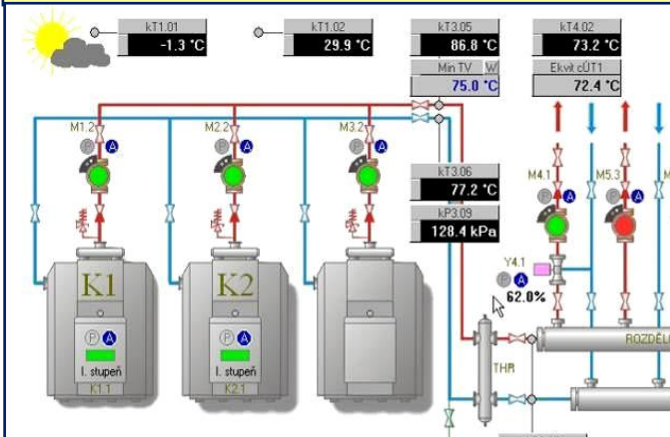 kT1.01
-1.3 °C
kT1.02
29.9 °C
kT3.05
86.8 °C
kT4.02
73.2 °C
Min TV W
75.0 °C
Ekvit cÚT1
72.4 °C
M1.2
P A
M2.2
P A
M3.2
P A
kT3.06
77.2 °C
kP3.09
128.4 kPa
M4.1
P A
M5.3
P A
M
Y4.1
P A
62.0%
K1
P A
I. stupeň
K1.1
K2
P A
I. stupeň
K2.1
THR
ROZDĚL